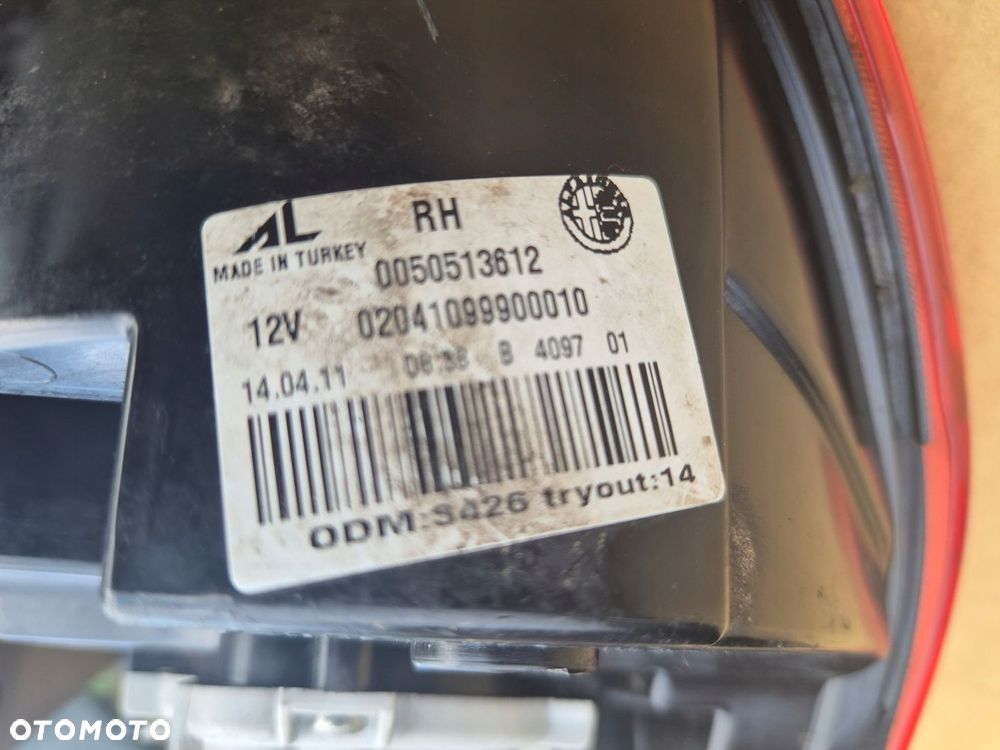 AL RH
MADE IN TURKEY 0050513612
12V 02041099900010
14.04.11 B 4097 01
ODM:S426 tryout:14
OTOMOTO